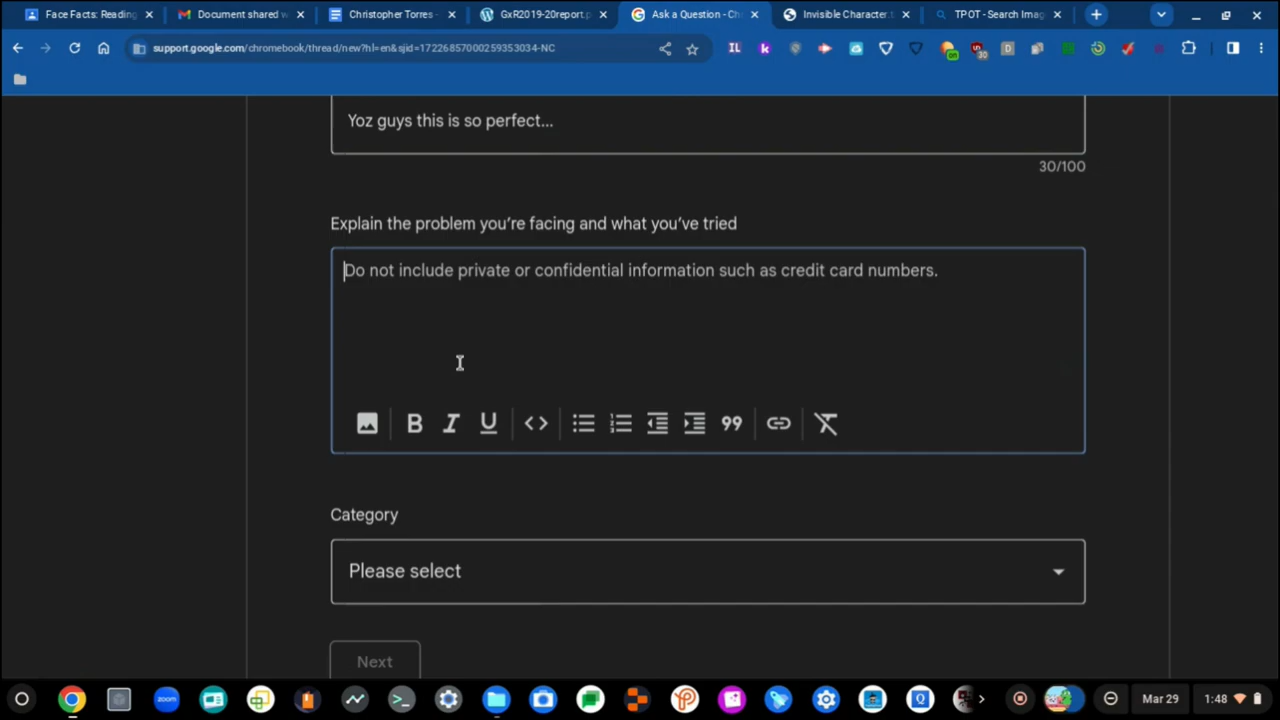 Face Facts: Reading
Document shared w
Christopher Torres -
GxR2019-20report.p
Ask a Question - Ch
Invisible Character.t
TPOT - Search Imag
support.google.com/chromebook/thread/new?hl=en&sjid=17226857000259353034-NC
Yoz guys this is so perfect...
30/100
Explain the problem you're facing and what you've tried
Do not include private or confidential information such as credit card numbers.
B I U
Category
Please select
Next
zoom
Mar 29
1:48